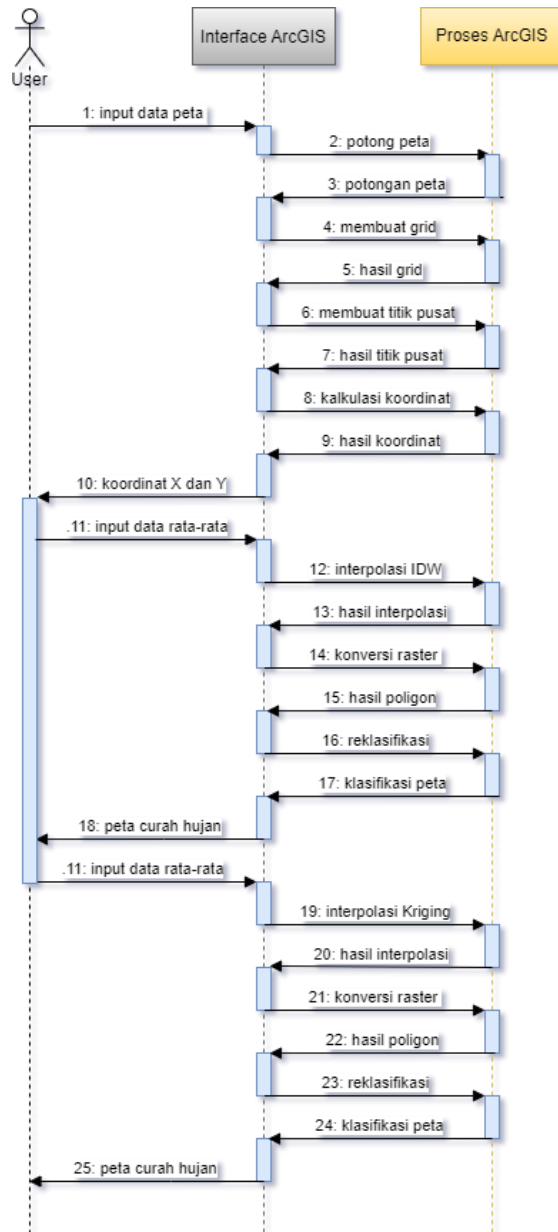 Interface ArcGIS
Proses ArcGIS
User
1: input data peta
2: potong peta
3: potongan peta
4: membuat grid
5: hasil grid
6: membuat titik pusat
7: hasil titik pusat
8: kalkulasi koordinat
9: hasil koordinat
10: koordinat X dan Y
.11: input data rata-rata
12: interpolasi IDW
13: hasil interpolasi
14: konversi raster
15: hasil poligon
16: reklasifikasi
17: klasifikasi peta
18: peta curah hujan
.11: input data rata-rata
19: interpolasi Kriging
20: hasil interpolasi
21: konversi raster
22: hasil poligon
23: reklasifikasi
24: klasifikasi peta
25: peta curah hujan